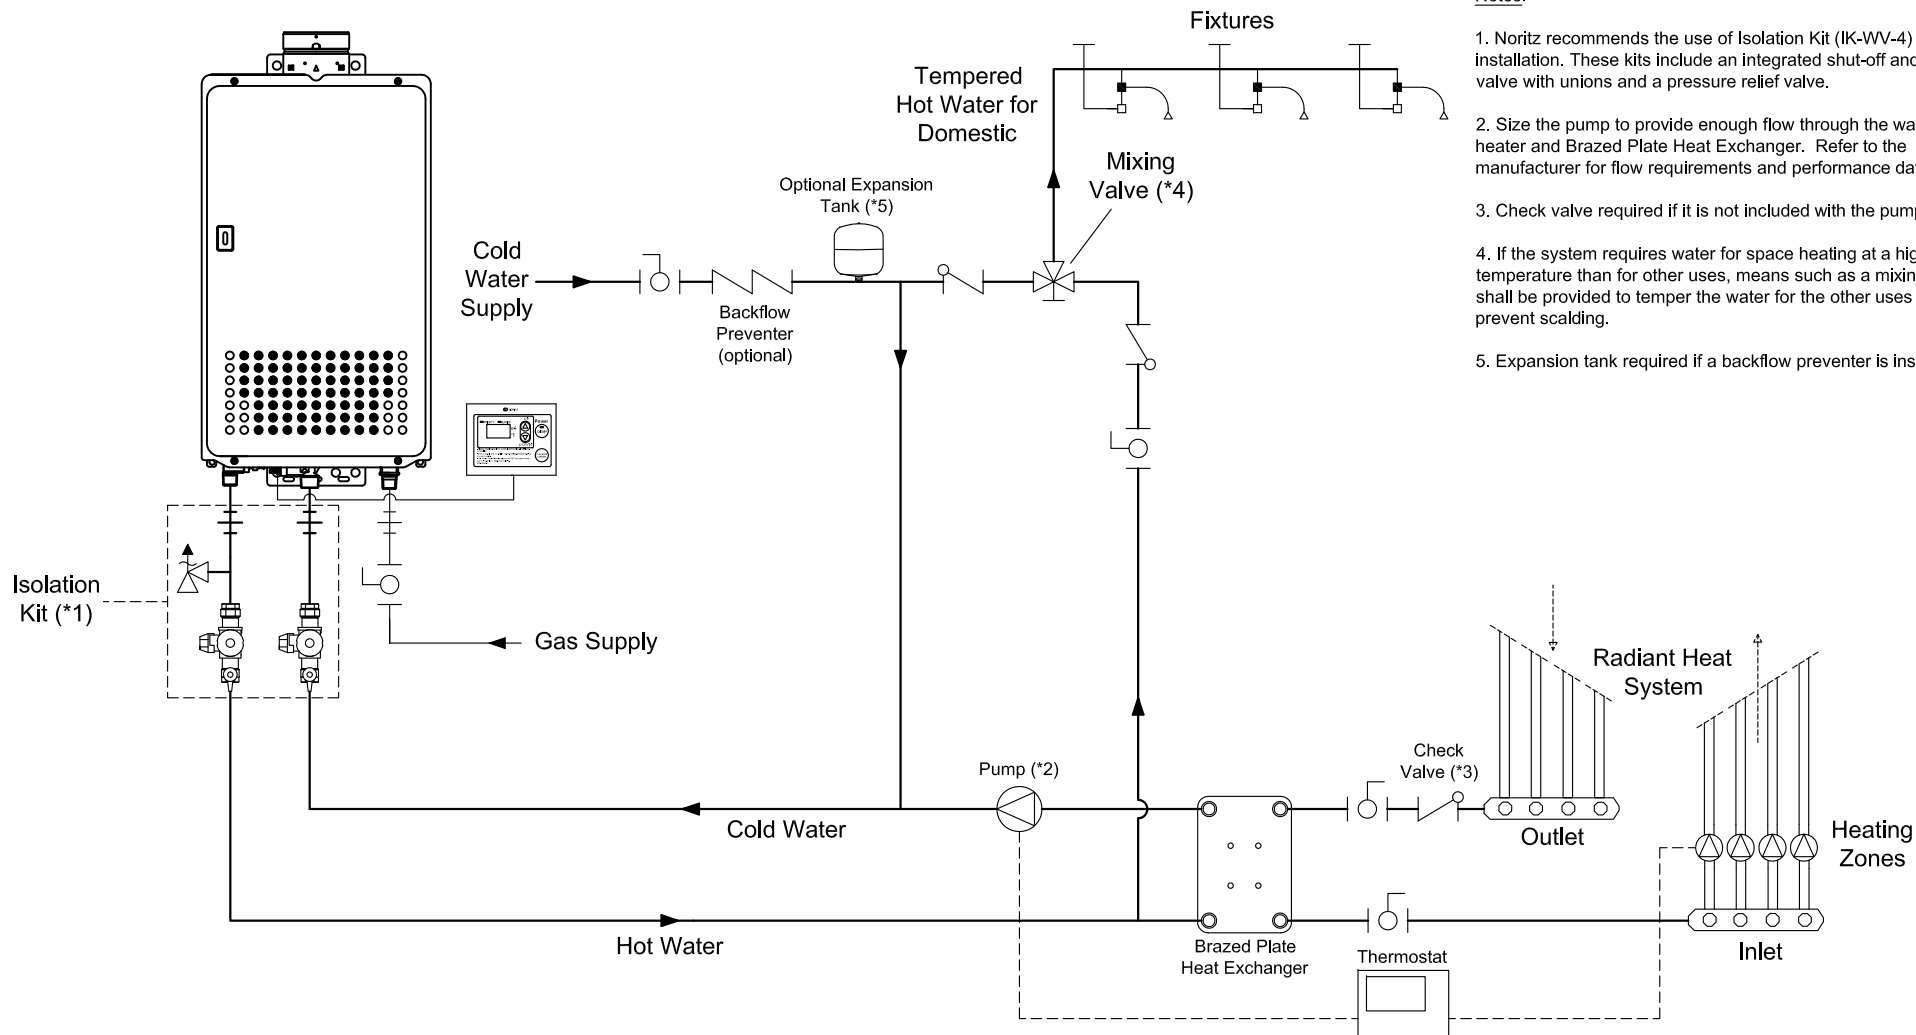 Fixtures
Tempered
Hot Water for
Domestic
Mixing
Valve (*4)
Optional Expansion
Tank (*5)
Cold
Water
Supply
Backflow
Preventer
(optional)
Notes:
1. Noritz recommends the use of Isolation Kit (IK-WV-4)
installation. These kits include an integrated shut-off and
valve with unions and a pressure relief valve.
2. Size the pump to provide enough flow through the wa
heater and Brazed Plate Heat Exchanger. Refer to the
manufacturer for flow requirements and performance da
3. Check valve required if it is not included with the pump
4. If the system requires water for space heating at a hig
temperature than for other uses, means such as a mixin
shall be provided to temper the water for the other uses
prevent scalding.
5. Expansion tank required if a backflow preventer is ins
Isolation
Kit (*1)
Gas Supply
Radiant Heat
System
Pump (*2)
Check
Valve (*3)
Cold Water
Outlet
Heating
Zones
Hot Water
Brazed Plate
Heat Exchanger
Thermostat
Inlet